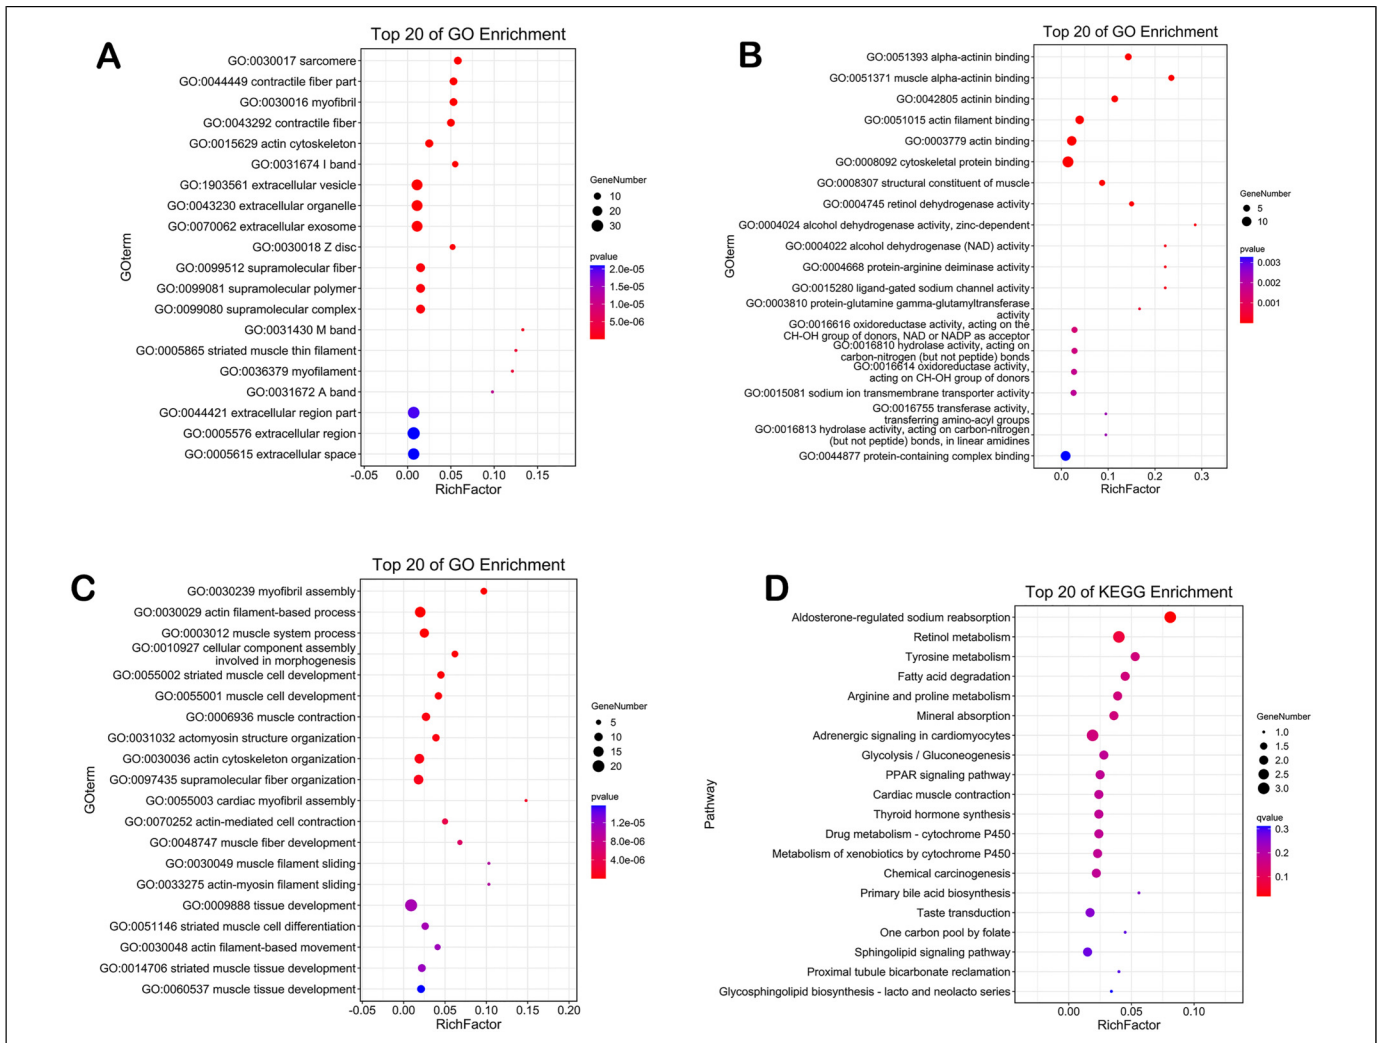 A
Top 20 of GO Enrichment
GOterm
GO:0030017 sarcomere
GO:0044449 contractile fiber part
GO:0030016 myofibril
GO:0043292 contractile fiber
GO:0015629 actin cytoskeleton
GO:0031674 I band
GO:1903561 extracellular vesicle
GO:0043230 extracellular organelle
GO:0070062 extracellular exosome
GO:0030018 Z disc
GO:0099512 supramolecular fiber
GO:0099081 supramolecular polymer
GO:0099080 supramolecular complex
GO:0031430 M band
GO:0005865 striated muscle thin filament
GO:0036379 myofilament
GO:0031672 A band
GO:0044421 extracellular region part
GO:0005576 extracellular region
GO:0005615 extracellular space
-0.05 0.00 0.05 0.10 0.15
RichFactor
GeneNumber
10
20
30
pvalue
2.0e-05
1.5e-05
1.0e-05
5.0e-06
B
Top 20 of GO Enrichment
GOterm
GO:0051393 alpha-actinin binding
GO:0051371 muscle alpha-actinin binding
GO:0042805 actinin binding
GO:0051015 actin filament binding
GO:0003779 actin binding
GO:0008092 cytoskeletal protein binding
GO:0008307 structural constituent of muscle
GO:0004745 retinol dehydrogenase activity
GO:0004024 alcohol dehydrogenase activity, zinc-dependent
GO:0004022 alcohol dehydrogenase (NAD) activity
GO:0004668 protein-arginine deiminase activity
GO:0015280 ligand-gated sodium channel activity
GO:0003810 protein-glutamine gamma-glutamyltransferase
activity
GO:0016616 oxidoreductase activity, acting on the
CH-OH group of donors, NAD or NADP as acceptor
GO:0016810 hydrolase activity, acting on
carbon-nitrogen (but not peptide) bonds
GO:0016614 oxidoreductase activity,
acting on CH-OH group of donors
GO:0015081 sodium ion transmembrane transporter activity
GO:0016755 transferase activity,
transferring amino-acyl groups
GO:0016813 hydrolase activity, acting on carbon-nitrogen
(but not peptide) bonds, in linear amidines
GO:0044877 protein-containing complex binding
0.0 0.1 0.2 0.3
RichFactor
GeneNumber
5
10
pvalue
0.003
0.002
0.001
C
Top 20 of GO Enrichment
GOterm
GO:0030239 myofibril assembly
GO:0030029 actin filament-based process
GO:0003012 muscle system process
GO:0010927 cellular component assembly
involved in morphogenesis
GO:0055002 striated muscle cell development
GO:0055001 muscle cell development
GO:0006936 muscle contraction
GO:0031032 actomyosin structure organization
GO:0030036 actin cytoskeleton organization
GO:0097435 supramolecular fiber organization
GO:0055003 cardiac myofibril assembly
GO:0070252 actin-mediated cell contraction
GO:0048747 muscle fiber development
GO:0030049 muscle filament sliding
GO:0033275 actin-myosin filament sliding
GO:0009888 tissue development
GO:0051146 striated muscle cell differentiation
GO:0030048 actin filament-based movement
GO:0014706 striated muscle tissue development
GO:0060537 muscle tissue development
-0.05 0.00 0.05 0.10 0.15 0.20
RichFactor
GeneNumber
5
10
15
20
pvalue
1.2e-05
8.0e-06
4.0e-06
D
Top 20 of KEGG Enrichment
Pathway
Aldosterone-regulated sodium reabsorption
Retinol metabolism
Tyrosine metabolism
Fatty acid degradation
Arginine and proline metabolism
Mineral absorption
Adrenergic signaling in cardiomyocytes
Glycolysis / Gluconeogenesis
PPAR signaling pathway
Cardiac muscle contraction
Thyroid hormone synthesis
Drug metabolism - cytochrome P450
Metabolism of xenobiotics by cytochrome P450
Chemical carcinogenesis
Primary bile acid biosynthesis
Taste transduction
One carbon pool by folate
Sphingolipid signaling pathway
Proximal tubule bicarbonate reclamation
Glycosphingolipid biosynthesis - lacto and neolacto series
0.00 0.05 0.10
RichFactor
GeneNumber
1.0
1.5
2.0
2.5
3.0
qvalue
0.3
0.2
0.1